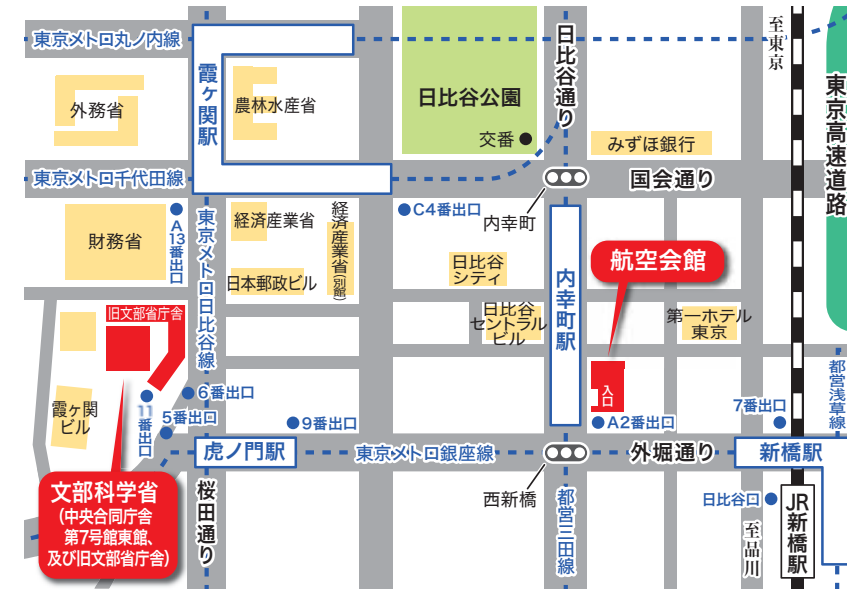 東京メトロ丸ノ内線
霞ヶ関駅
外務省
農林水産省
日比谷公園
交番
日比谷通り
みずほ銀行
至東京
東京高速道路
東京メトロ千代田線
国会通り
内幸町
A13番出口
財務省
東京メトロ日比谷線
経済産業省
経済産業省(別館)
日本郵政ビル
C4番出口
日比谷
シティ
内幸町駅
航空会館
日比谷
セントラル
ビル
第一ホテル
東京
旧文部省庁舎
入口
霞ヶ関
ビル
11番出口
6番出口
5番出口
9番出口
A2番出口
7番出口
都営浅草線
虎ノ門駅
東京メトロ銀座線
外堀通り
新橋駅
文部科学省
(中央合同庁舎
第7号館東館、
及び旧文部省庁舎)
桜田通り
西新橋
都営三田線
日比谷口
JR新橋駅
至品川